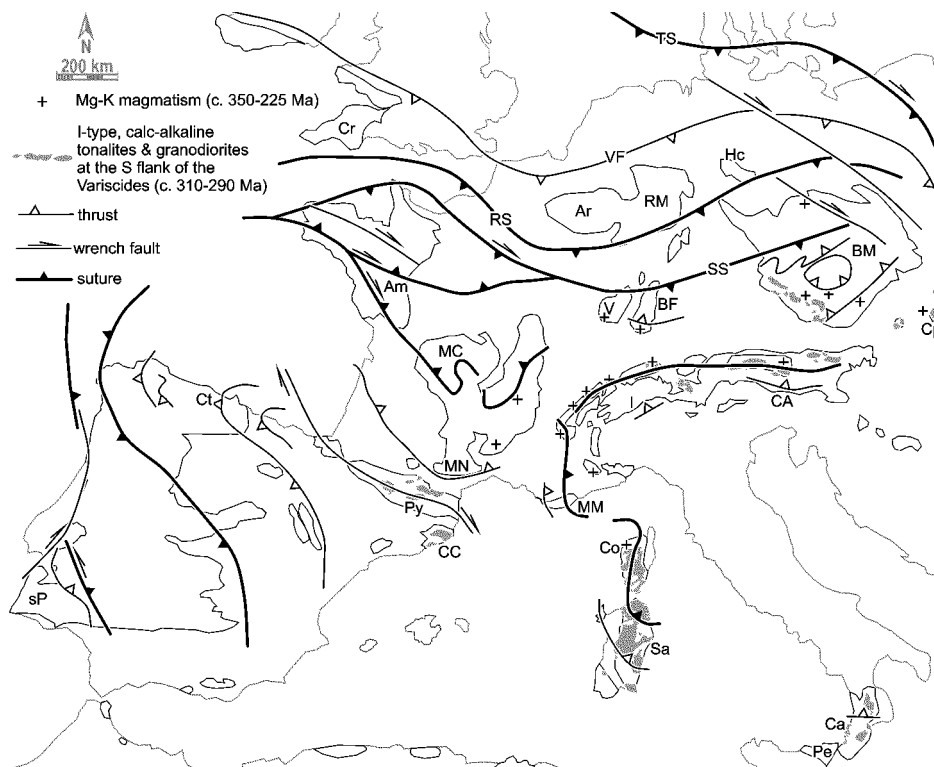 N
200 km
Mg-K magmatism (c. 350-225 Ma)
I-type, calc-alkaline
tonalites & granodiorites
at the S flank of the
Variscides (c. 310-290 Ma)
thrust
wrench fault
suture
TS
Cr
VF
Hc
Ar
RM
RS
BM
SS
Am
V
BF
MC
Ct
CA
MN
Py
MM
CC
Co
sP
Sa
Ca
Pe